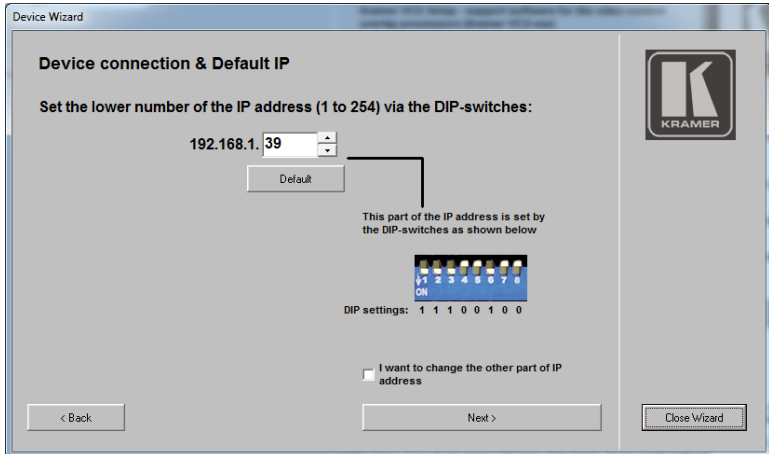 Device Wizard
Device connection & Default IP
Set the lower number of the IP address (1 to 254) via the DIP-switches:
192.168.1. 39
Default
This part of the IP address is set by
the DIP-switches as shown below
1 2 3 4 5 6 7 8
ON
DIP settings: 1 1 1 0 0 1 0 0
I want to change the other part of IP
address
< Back
Next >
K
KRAMER
Close Wizard